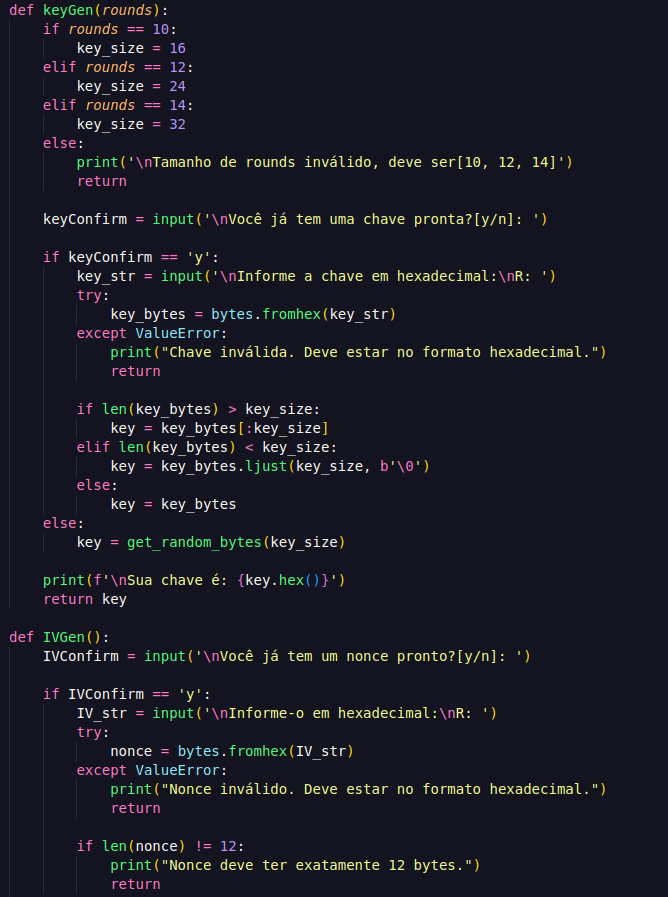 def keyGen(rounds):
    if rounds == 10:
        key_size = 16
    elif rounds == 12:
        key_size = 24
    elif rounds == 14:
        key_size = 32
    else:
        print('\nTamanho de rounds inválido, deve ser[10, 12, 14]')
        return

    keyConfirm = input('\nVocê já tem uma chave pronta?[y/n]: ')

    if keyConfirm == 'y':
        key_str = input('\nInforme a chave em hexadecimal:\nR: ')
        try:
            key_bytes = bytes.fromhex(key_str)
        except ValueError:
            print("Chave inválida. Deve estar no formato hexadecimal.")
            return

        if len(key_bytes) > key_size:
            key = key_bytes[:key_size]
        elif len(key_bytes) < key_size:
            key = key_bytes.ljust(key_size, b'\0')
        else:
            key = key_bytes
    else:
        key = get_random_bytes(key_size)

    print(f'\nSua chave é: {key.hex()}')
    return key

def IVGen():
    IVConfirm = input('\nVocê já tem um nonce pronto?[y/n]: ')

    if IVConfirm == 'y':
        IV_str = input('\nInforme-o em hexadecimal:\nR: ')
        try:
            nonce = bytes.fromhex(IV_str)
        except ValueError:
            print("Nonce inválido. Deve estar no formato hexadecimal.")
            return

        if len(nonce) != 12:
            print("Nonce deve ter exatamente 12 bytes.")
            return